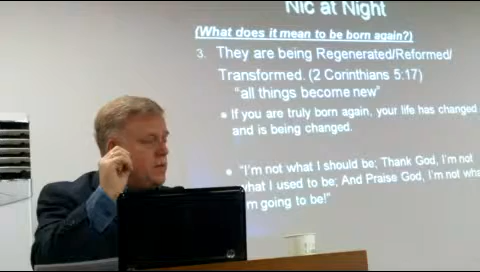 Nic at Night
(What does it mean to be born again?)
3. They are being Regenerated/Reformed/
Transformed. (2 Corinthians 5:17)
"all things become new"
• If you are truly born again, your life has changed
and is being changed.
• "I'm not what I should be; Thank God, I'm not
what I used to be; And Praise God, I'm not what
I'm going to be!"
hp